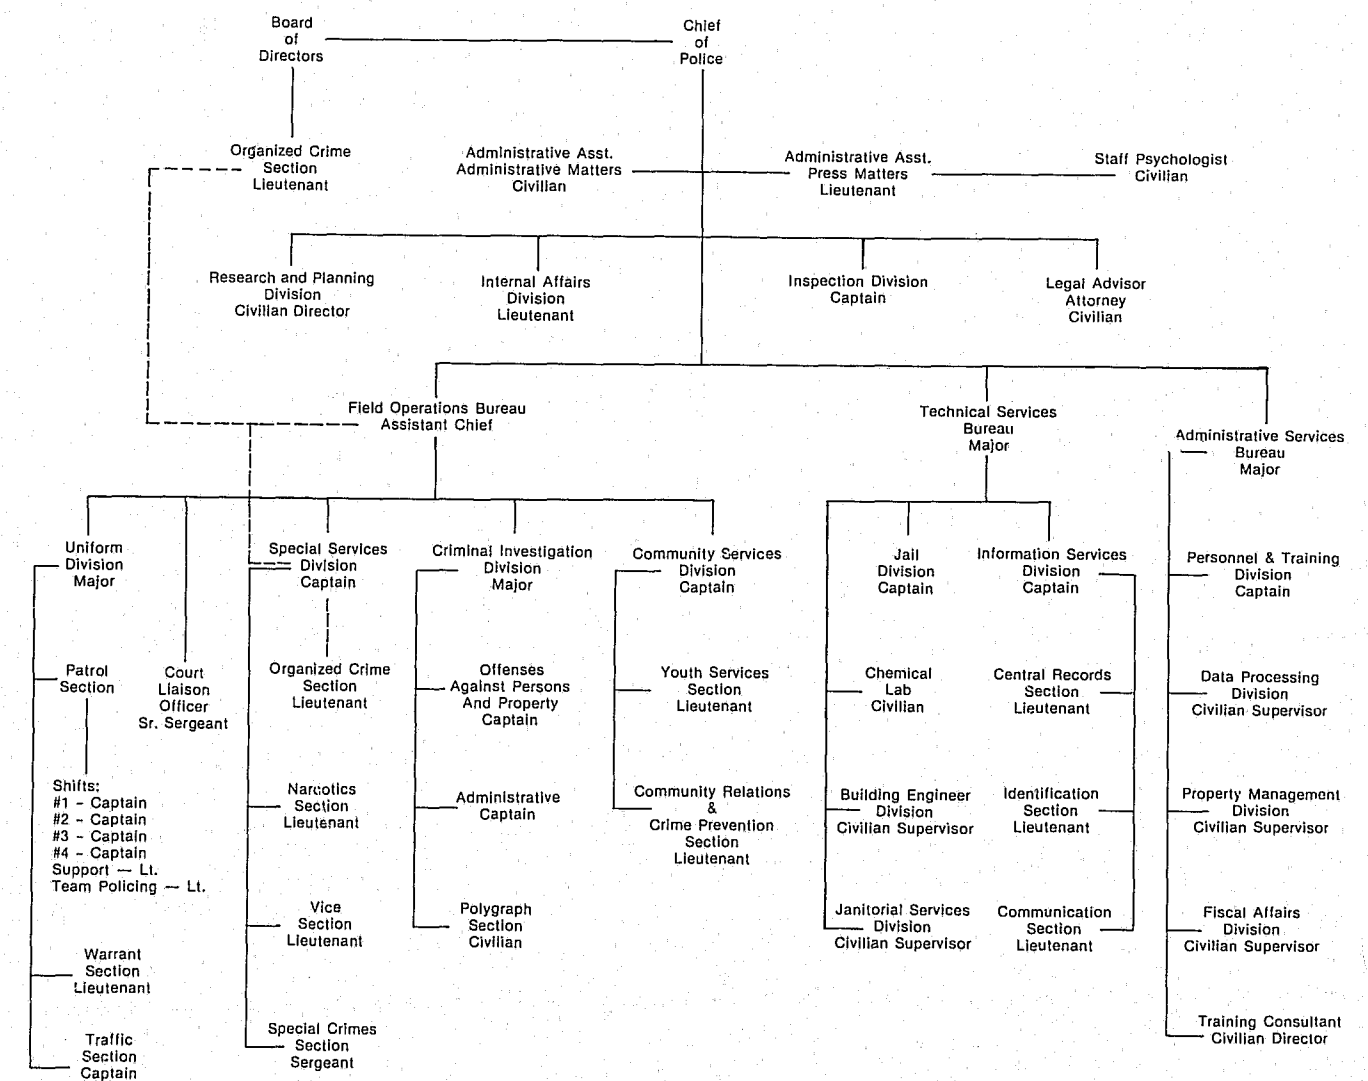 Board
of
Directors
Chief
of
Police
Organized Crime
Section
Lieutenant
Administrative Asst.
Administrative Matters
Civilian
Administrative Asst.
Press Matters
Lieutenant
Staff Psychologist
Civilian
Research and Planning
Division
Civilian Director
Internal Affairs
Division
Lieutenant
Inspection Division
Captain
Legal Advisor
Attorney
Civilian
Field Operations Bureau
Assistant Chief
Technical Services
Bureau
Major
Administrative Services
Bureau
Major
Uniform
Division
Major
Special Services
Division
Captain
Criminal Investigation
Division
Major
Community Services
Division
Captain
Jail
Division
Captain
Information Services
Division
Captain
Personnel & Training
Division
Captain
Patrol
Section
Court
Liaison
Officer
Sr. Sergeant
Organized Crime
Section
Lieutenant
Offenses
Against Persons
And Property
Captain
Youth Services
Section
Lieutenant
Chemical
Lab
Civilian
Central Records
Section
Lieutenant
Data Processing
Division
Civilian Supervisor
Shifts:
#1 - Captain
#2 - Captain
#3 - Captain
#4 - Captain
Support — Lt.
Team Policing — Lt.
Narcotics
Section
Lieutenant
Administrative
Captain
Community Relations
&
Crime Prevention
Section
Lieutenant
Building Engineer
Division
Civilian Supervisor
Identification
Section
Lieutenant
Property Management
Division
Civilian Supervisor
Vice
Section
Lieutenant
Polygraph
Section
Civilian
Janitorial Services
Division
Civilian Supervisor
Communication
Section
Lieutenant
Fiscal Affairs
Division
Civilian Supervisor
Warrant
Section
Lieutenant
Special Crimes
Section
Sergeant
Training Consultant
Civilian Director
Traffic
Section
Captain